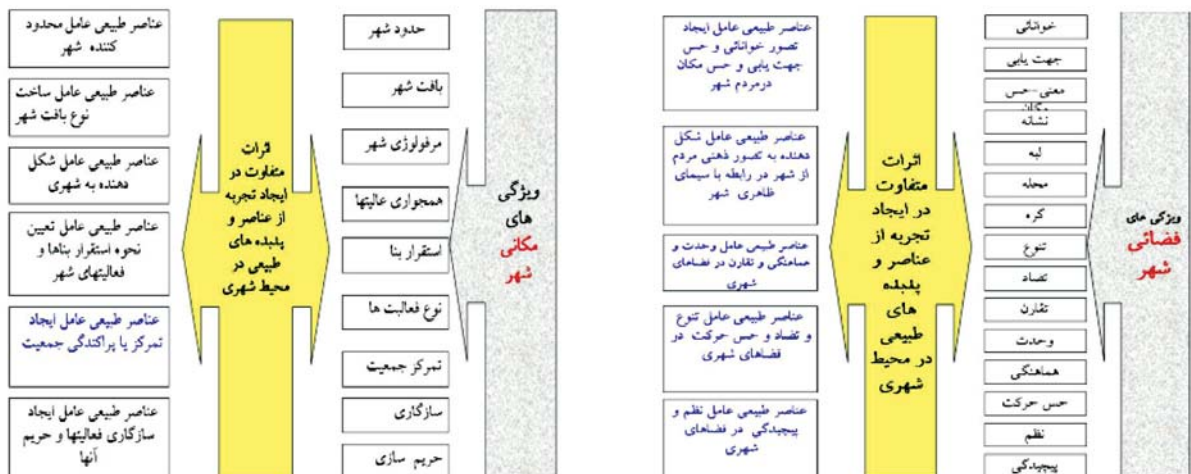 ویژگی های
فضائی
شهر
خوانائی
جهت یابی
معنی-حس
مکان
نشانه
لبه
محله
گره
تنوع
تضاد
تقارن
وحدت
هماهنگی
حس حرکت
نظم
پیچیدگی
اثرات
متفاوت
در ایجاد
تجربه از
عناصر و
پدیده
های
طبیعی
در محیط
شهری
عناصر طبیعی عامل ایجاد
تصور خوانائی و حس
جهت یابی و حس مکان
درمردم شهر
عناصر طبیعی عامل شکل
دهنده به تصور ذهنی مردم
از شهر در رابطه با سیمای
ظاهری شهر
عناصر طبیعی عامل وحدت و
هماهنگی و تقارن در فضاهای
شهری
عناصر طبیعی عامل تنوع
و تضاد و حس حرکت در
فضاهای شهری
عناصر طبیعی عامل نظم و
پیچیدگی در فضاهای
شهری
ویژگی
های
مکانی
شهر
حدود شهر
بافت شهر
مرفولوژی شهر
همجواری عالیتها
استقرار بنا
نوع فعالیت ها
تمرکز جمعیت
سازگاری
حریم سازی
اثرات
متفاوت در
ایجاد تجربه
از عناصر و
پدیده های
طبیعی در
محیط شهری
عناصر طبیعی عامل محدود
کننده شهر
عناصر طبیعی عامل ساخت
نوع بافت شهر
عناصر طبیعی عامل شکل
دهنده به شهری
عناصر طبیعی عامل تعیین
نحوه استقرار بناها و
فعالیتهای شهر
عناصر طبیعی عامل ایجاد
تمرکز یا پراکندگی جمعیت
عناصر طبیعی عامل ایجاد
سازگاری فعالیتها و حریم
آنها